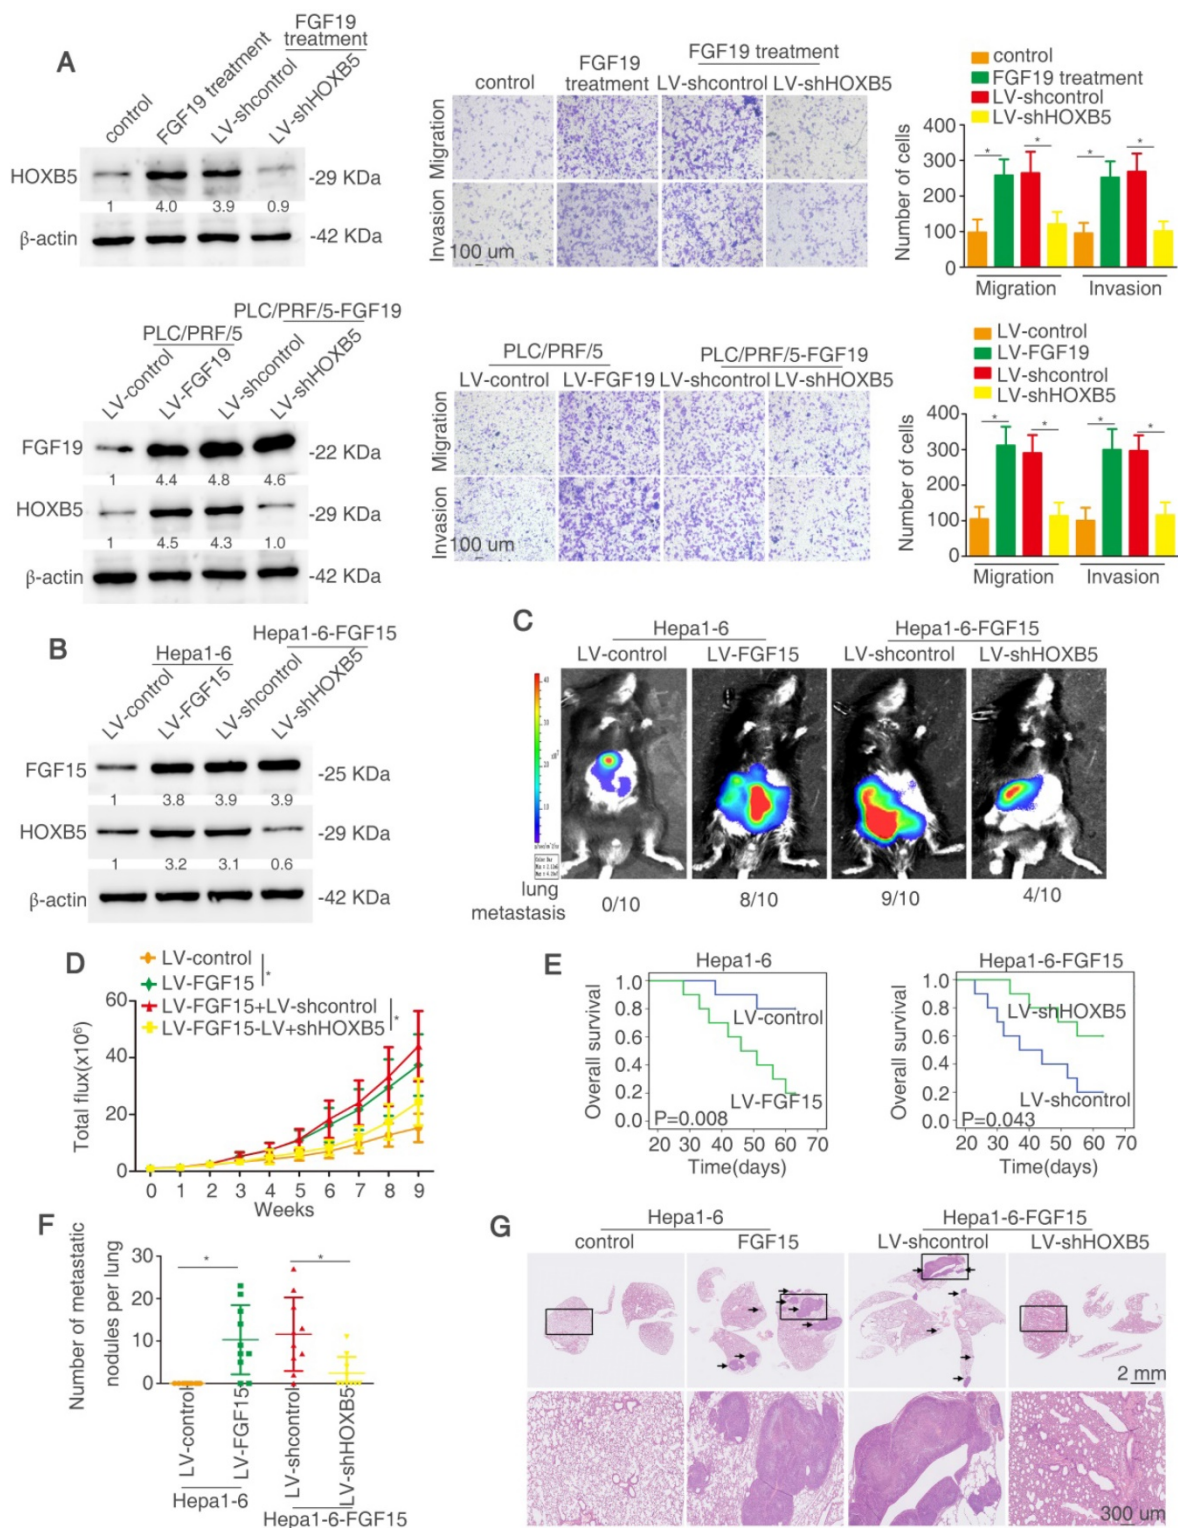 A
control
FGF19 treatment
LV-shcontrol
LV-shHOXB5
FGF19
treatment
HOXB5
-29 KDa
1 4.0 3.9 0.9
β-actin
-42 KDa
control
FGF19
treatment
FGF19 treatment
LV-shcontrol
LV-shHOXB5
Migration
Invasion
100 um
control
FGF19 treatment
LV-shcontrol
LV-shHOXB5
Number of cells
400
300
200
100
0
* * * *
Migration Invasion
PLC/PRF/5-FGF19
PLC/PRF/5
LV-control
LV-FGF19
LV-shcontrol
LV-shHOXB5
FGF19
-22 KDa
1 4.4 4.8 4.6
HOXB5
-29 KDa
1 4.5 4.3 1.0
β-actin
-42 KDa
PLC/PRF/5
PLC/PRF/5-FGF19
LV-control LV-FGF19 LV-shcontrol LV-shHOXB5
Migration
Invasion
100 um
LV-control
LV-FGF19
LV-shcontrol
LV-shHOXB5
Number of cells
400
300
200
100
0
* * * *
Migration Invasion
B
Hepa1-6-FGF15
Hepa1-6
LV-control
LV-FGF15
LV-shcontrol
LV-shHOXB5
FGF15
-25 KDa
1 3.8 3.9 3.9
HOXB5
-29 KDa
1 3.2 3.1 0.6
β-actin
-42 KDa
C
Hepa1-6
Hepa1-6-FGF15
LV-control LV-FGF15 LV-shcontrol LV-shHOXB5
lung
metastasis
0/10 8/10 9/10 4/10
D
LV-control
LV-FGF15
*
LV-FGF15+LV-shcontrol
LV-FGF15-LV+shHOXB5
*
Total flux(x10⁶)
60
40
20
0
0 1 2 3 4 5 6 7 8 9
Weeks
E
Hepa1-6
Overall survival
1.0
0.8
0.6
0.4
0.2
0.0
LV-control
LV-FGF15
P=0.008
20 30 40 50 60 70
Time(days)
Hepa1-6-FGF15
Overall survival
1.0
0.8
0.6
0.4
0.2
0.0
LV-shHOXB5
LV-shcontrol
P=0.043
20 30 40 50 60 70
Time(days)
F
Number of metastatic
nodules per lung
30
20
10
0
* *
LV-control
LV-FGF15
LV-shcontrol
LV-shHOXB5
Hepa1-6
Hepa1-6-FGF15
G
Hepa1-6
Hepa1-6-FGF15
control FGF15 LV-shcontrol LV-shHOXB5
2 mm
300 um